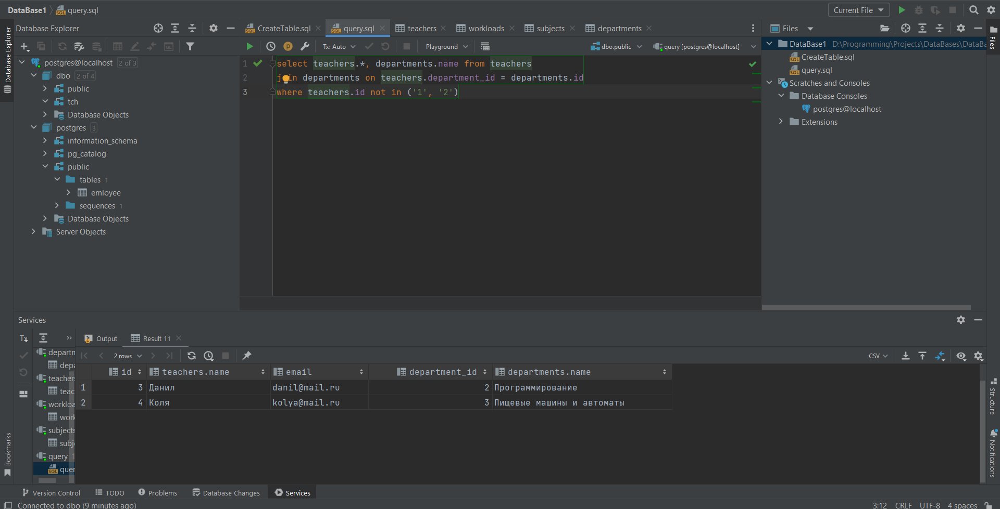 DataBase1
query.sql
Current File
Database Explorer
Database Explorer
CreateTable.sql
query.sql
teachers
workloads
subjects
departments
Files
Files
Tx: Auto
Playground
dbo.public
query [postgres@localhost]
postgres@localhost 2 of 3
dbo 2 of 4
public
tch
Database Objects
postgres 3
information_schema
pg_catalog
public
tables 1
emloyee
sequences 1
Database Objects
Server Objects
1 select teachers.*, departments.name from teachers
2 join departments on teachers.department_id = departments.id
3 where teachers.id not in ('1', '2')
DataBase1 D:\Programming\Projects\DataBases\DataBa
CreateTable.sql
query.sql
Scratches and Consoles
Database Consoles
postgres@localhost
Extensions
Services
Tx
Output
Result 11
2 rows
CSV
departm
depa
teachers
teac
workloa
work
subjects
subj
query 1
quer
id teachers.name email department_id departments.name
1 3 Данил danil@mail.ru 2 Программирование
2 4 Коля kolya@mail.ru 3 Пищевые машины и автоматы
Structure
Notifications
Bookmarks
Version Control
TODO
Problems
Database Changes
Services
Connected to dbo (9 minutes ago)
3:12 CRLF UTF-8 4 spaces